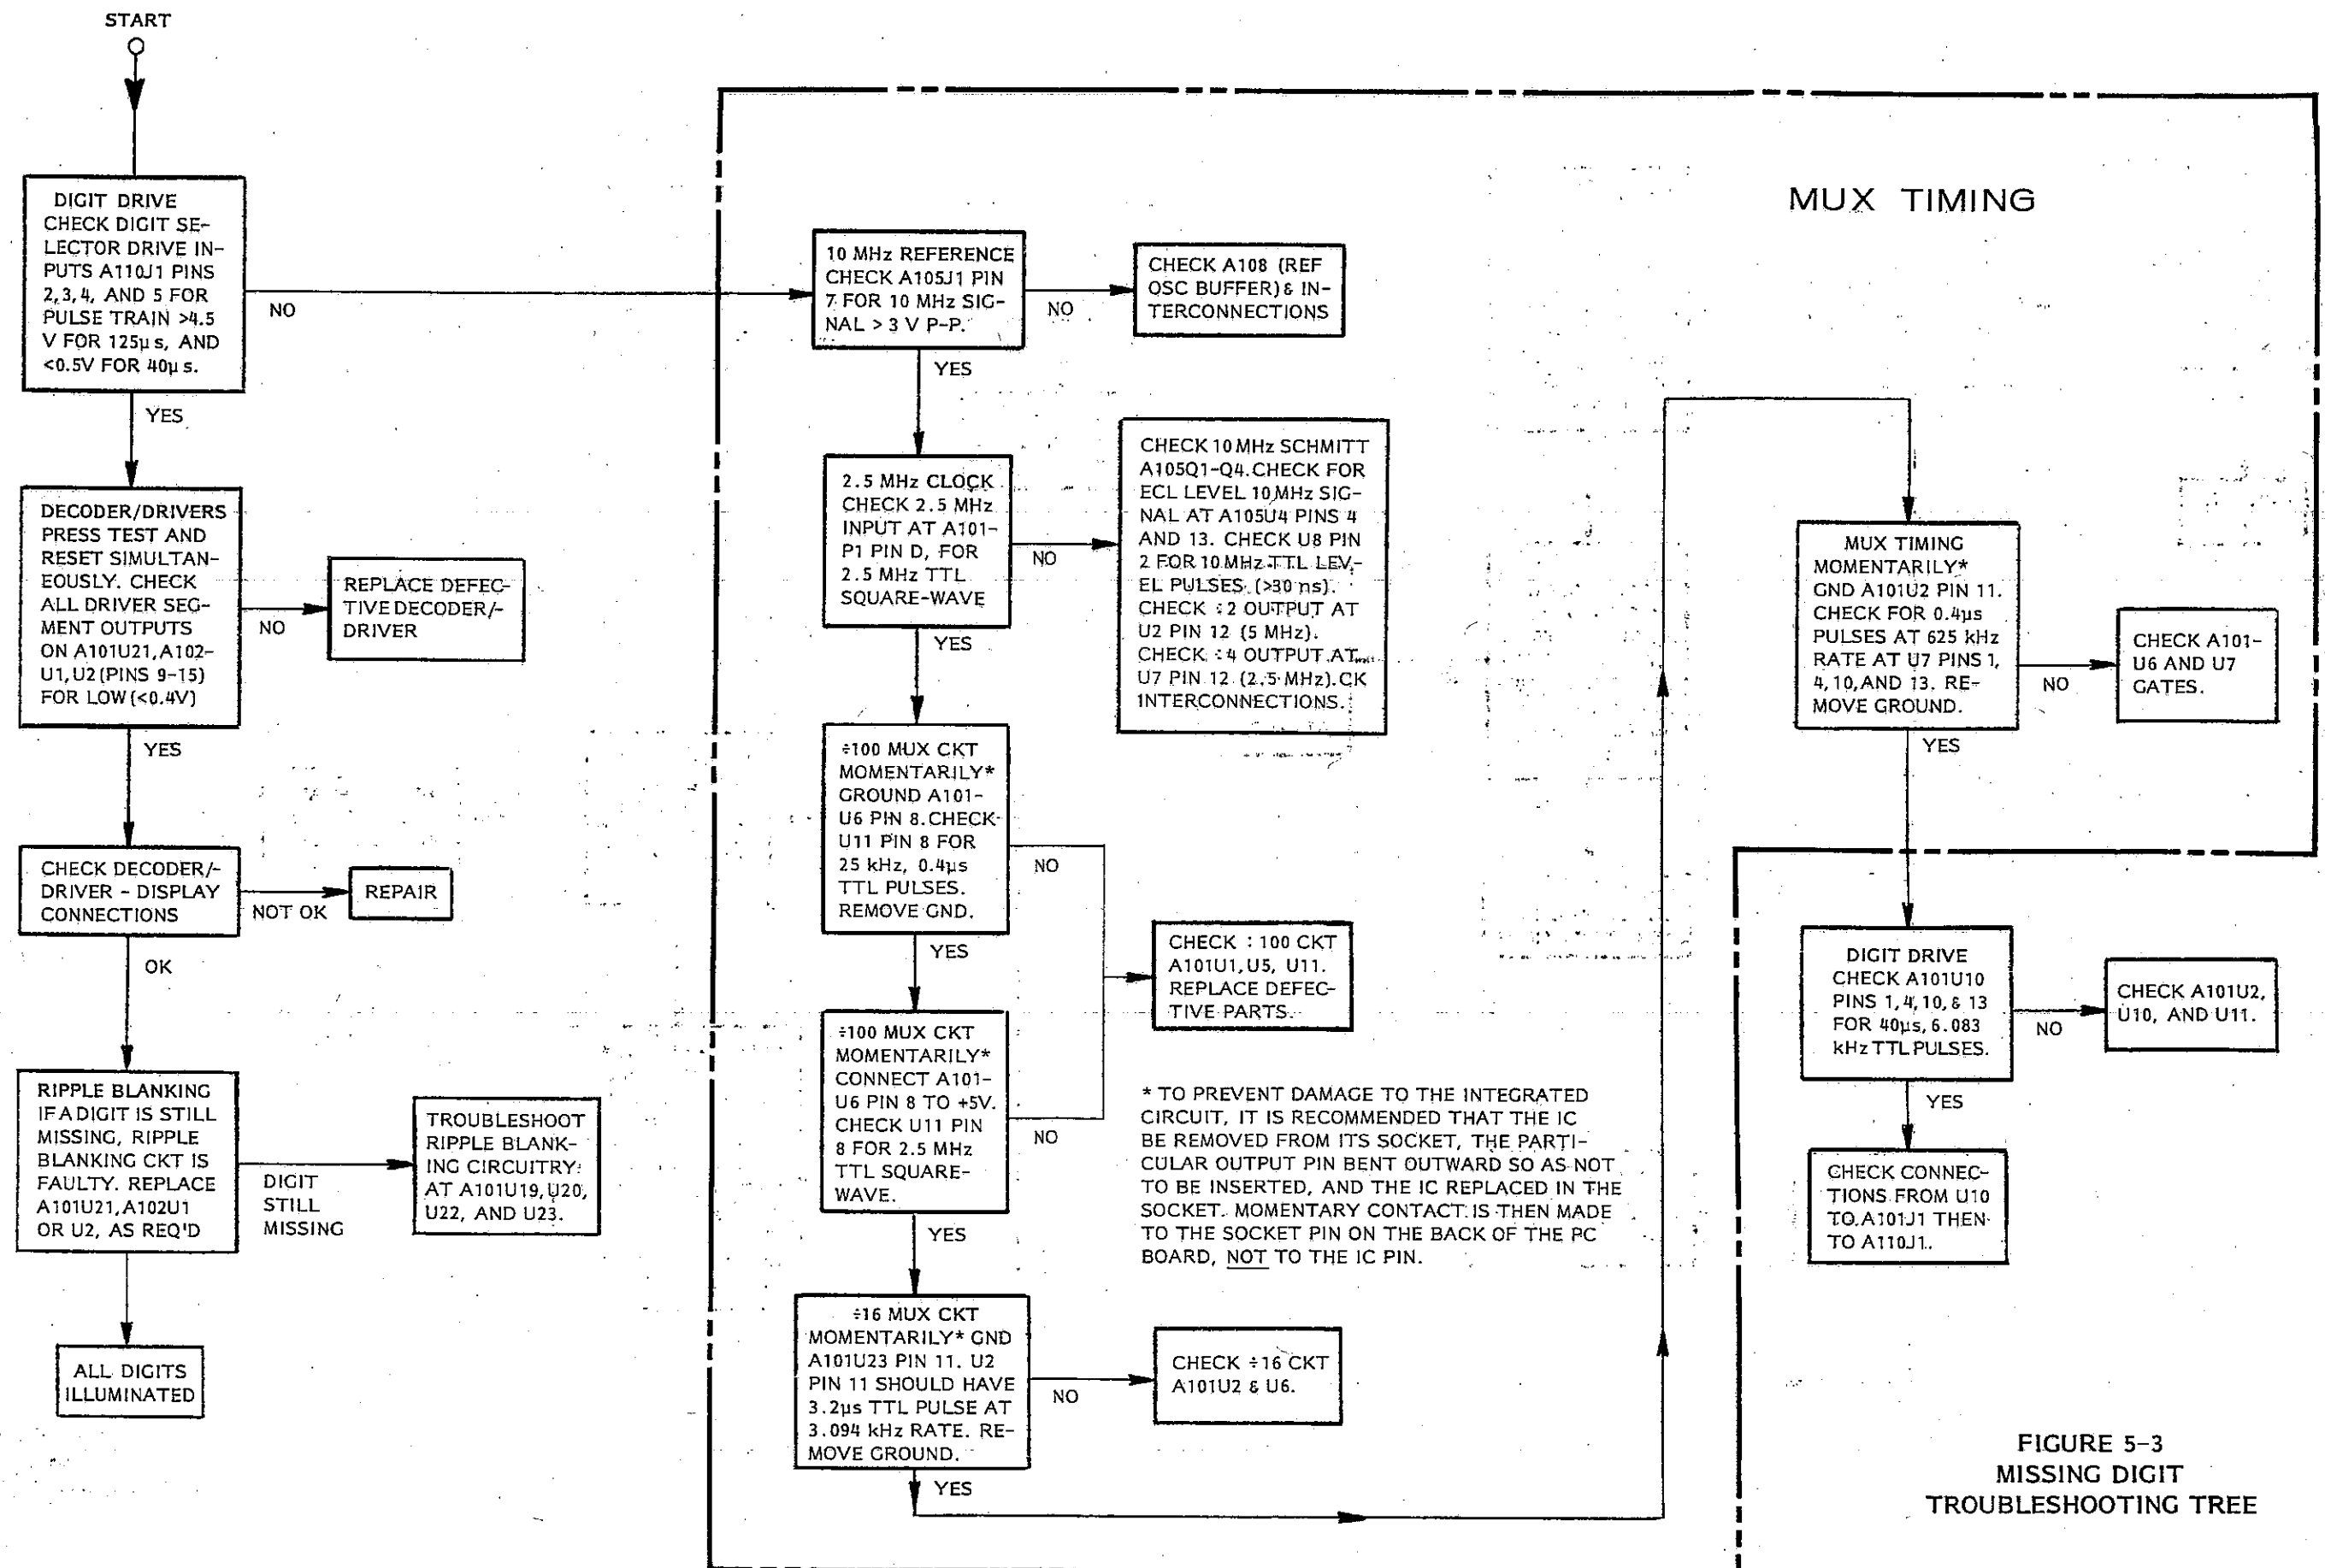 START
DIGIT DRIVE
CHECK DIGIT SE-
LECTOR DRIVE IN-
PUTS A110J1 PINS
2,3,4, AND 5 FOR
PULSE TRAIN >4.5
V FOR 125µs, AND
<0.5V FOR 40µs.
NO
YES
DECODER/DRIVERS
PRESS TEST AND
RESET SIMULTAN-
EOUSLY. CHECK
ALL DRIVER SEG-
MENT OUTPUTS
ON A101U21,A102-
U1,U2(PINS 9-15)
FOR LOW(<0.4V)
NO
REPLACE DEFEC-
TIVE DECODER/-
DRIVER
YES
CHECK DECODER/-
DRIVER - DISPLAY
CONNECTIONS
NOT OK
REPAIR
OK
RIPPLE BLANKING
IF A DIGIT IS STILL
MISSING, RIPPLE
BLANKING CKT IS
FAULTY. REPLACE
A101U21,A102U1
OR U2, AS REQ'D
DIGIT
STILL
MISSING
TROUBLESHOOT
RIPPLE BLANK-
ING CIRCUITRY:
AT A101U19,U20,
U22, AND U23.
ALL DIGITS
ILLUMINATED
MUX TIMING
10 MHz REFERENCE
CHECK A105J1 PIN
7 FOR 10 MHz SIG-
NAL > 3 V P-P.
NO
CHECK A108 (REF
OSC BUFFER) & IN-
TERCONNECTIONS
YES
2.5 MHz CLOCK
CHECK 2.5 MHz
INPUT AT A101-
P1 PIN D, FOR
2.5 MHz TTL
SQUARE-WAVE
NO
CHECK 10 MHz SCHMITT
A105Q1-Q4.CHECK FOR
ECL LEVEL 10 MHz SIG-
NAL AT A105U4 PINS 4
AND 13. CHECK U8 PIN
2 FOR 10 MHz TTL LEV-
EL PULSES. (>30 ns).
CHECK ÷2 OUTPUT AT
U2 PIN 12 (5 MHz).
CHECK ÷4 OUTPUT AT
U7 PIN 12 (2.5 MHz).CK
INTERCONNECTIONS.
YES
÷100 MUX CKT
MOMENTARILY*
GROUND A101-
U6 PIN 8.CHECK
U11 PIN 8 FOR
25 kHz, 0.4µs
TTL PULSES.
REMOVE GND.
NO
YES
CHECK ÷100 CKT
A101U1,U5, U11.
REPLACE DEFEC-
TIVE PARTS.
÷100 MUX CKT
MOMENTARILY*
CONNECT A101-
U6 PIN 8 TO +5V.
CHECK U11 PIN
8 FOR 2.5 MHz
TTL SQUARE-
WAVE.
NO
YES
* TO PREVENT DAMAGE TO THE INTEGRATED
CIRCUIT, IT IS RECOMMENDED THAT THE IC
BE REMOVED FROM ITS SOCKET, THE PARTI-
CULAR OUTPUT PIN BENT OUTWARD SO AS NOT
TO BE INSERTED, AND THE IC REPLACED IN THE
SOCKET. MOMENTARY CONTACT IS THEN MADE
TO THE SOCKET PIN ON THE BACK OF THE PC
BOARD, NOT TO THE IC PIN.
÷16 MUX CKT
MOMENTARILY* GND
A101U23 PIN 11. U2
PIN 11 SHOULD HAVE
3.2µs TTL PULSE AT
3.094 kHz RATE. RE-
MOVE GROUND.
NO
CHECK ÷16 CKT
A101U2 & U6.
YES
MUX TIMING
MOMENTARILY*
GND A101U2 PIN 11.
CHECK FOR 0.4µs
PULSES AT 625 kHz
RATE AT U7 PINS 1,
4,10,AND 13. RE-
MOVE GROUND.
NO
CHECK A101-
U6 AND U7
GATES.
YES
DIGIT DRIVE
CHECK A101U10
PINS 1,4,10,& 13
FOR 40µs,6.083
kHz TTL PULSES.
NO
CHECK A101U2,
U10, AND U11.
YES
CHECK CONNEC-
TIONS FROM U10
TO A101J1 THEN
TO A110J1.
FIGURE 5-3
MISSING DIGIT
TROUBLESHOOTING TREE